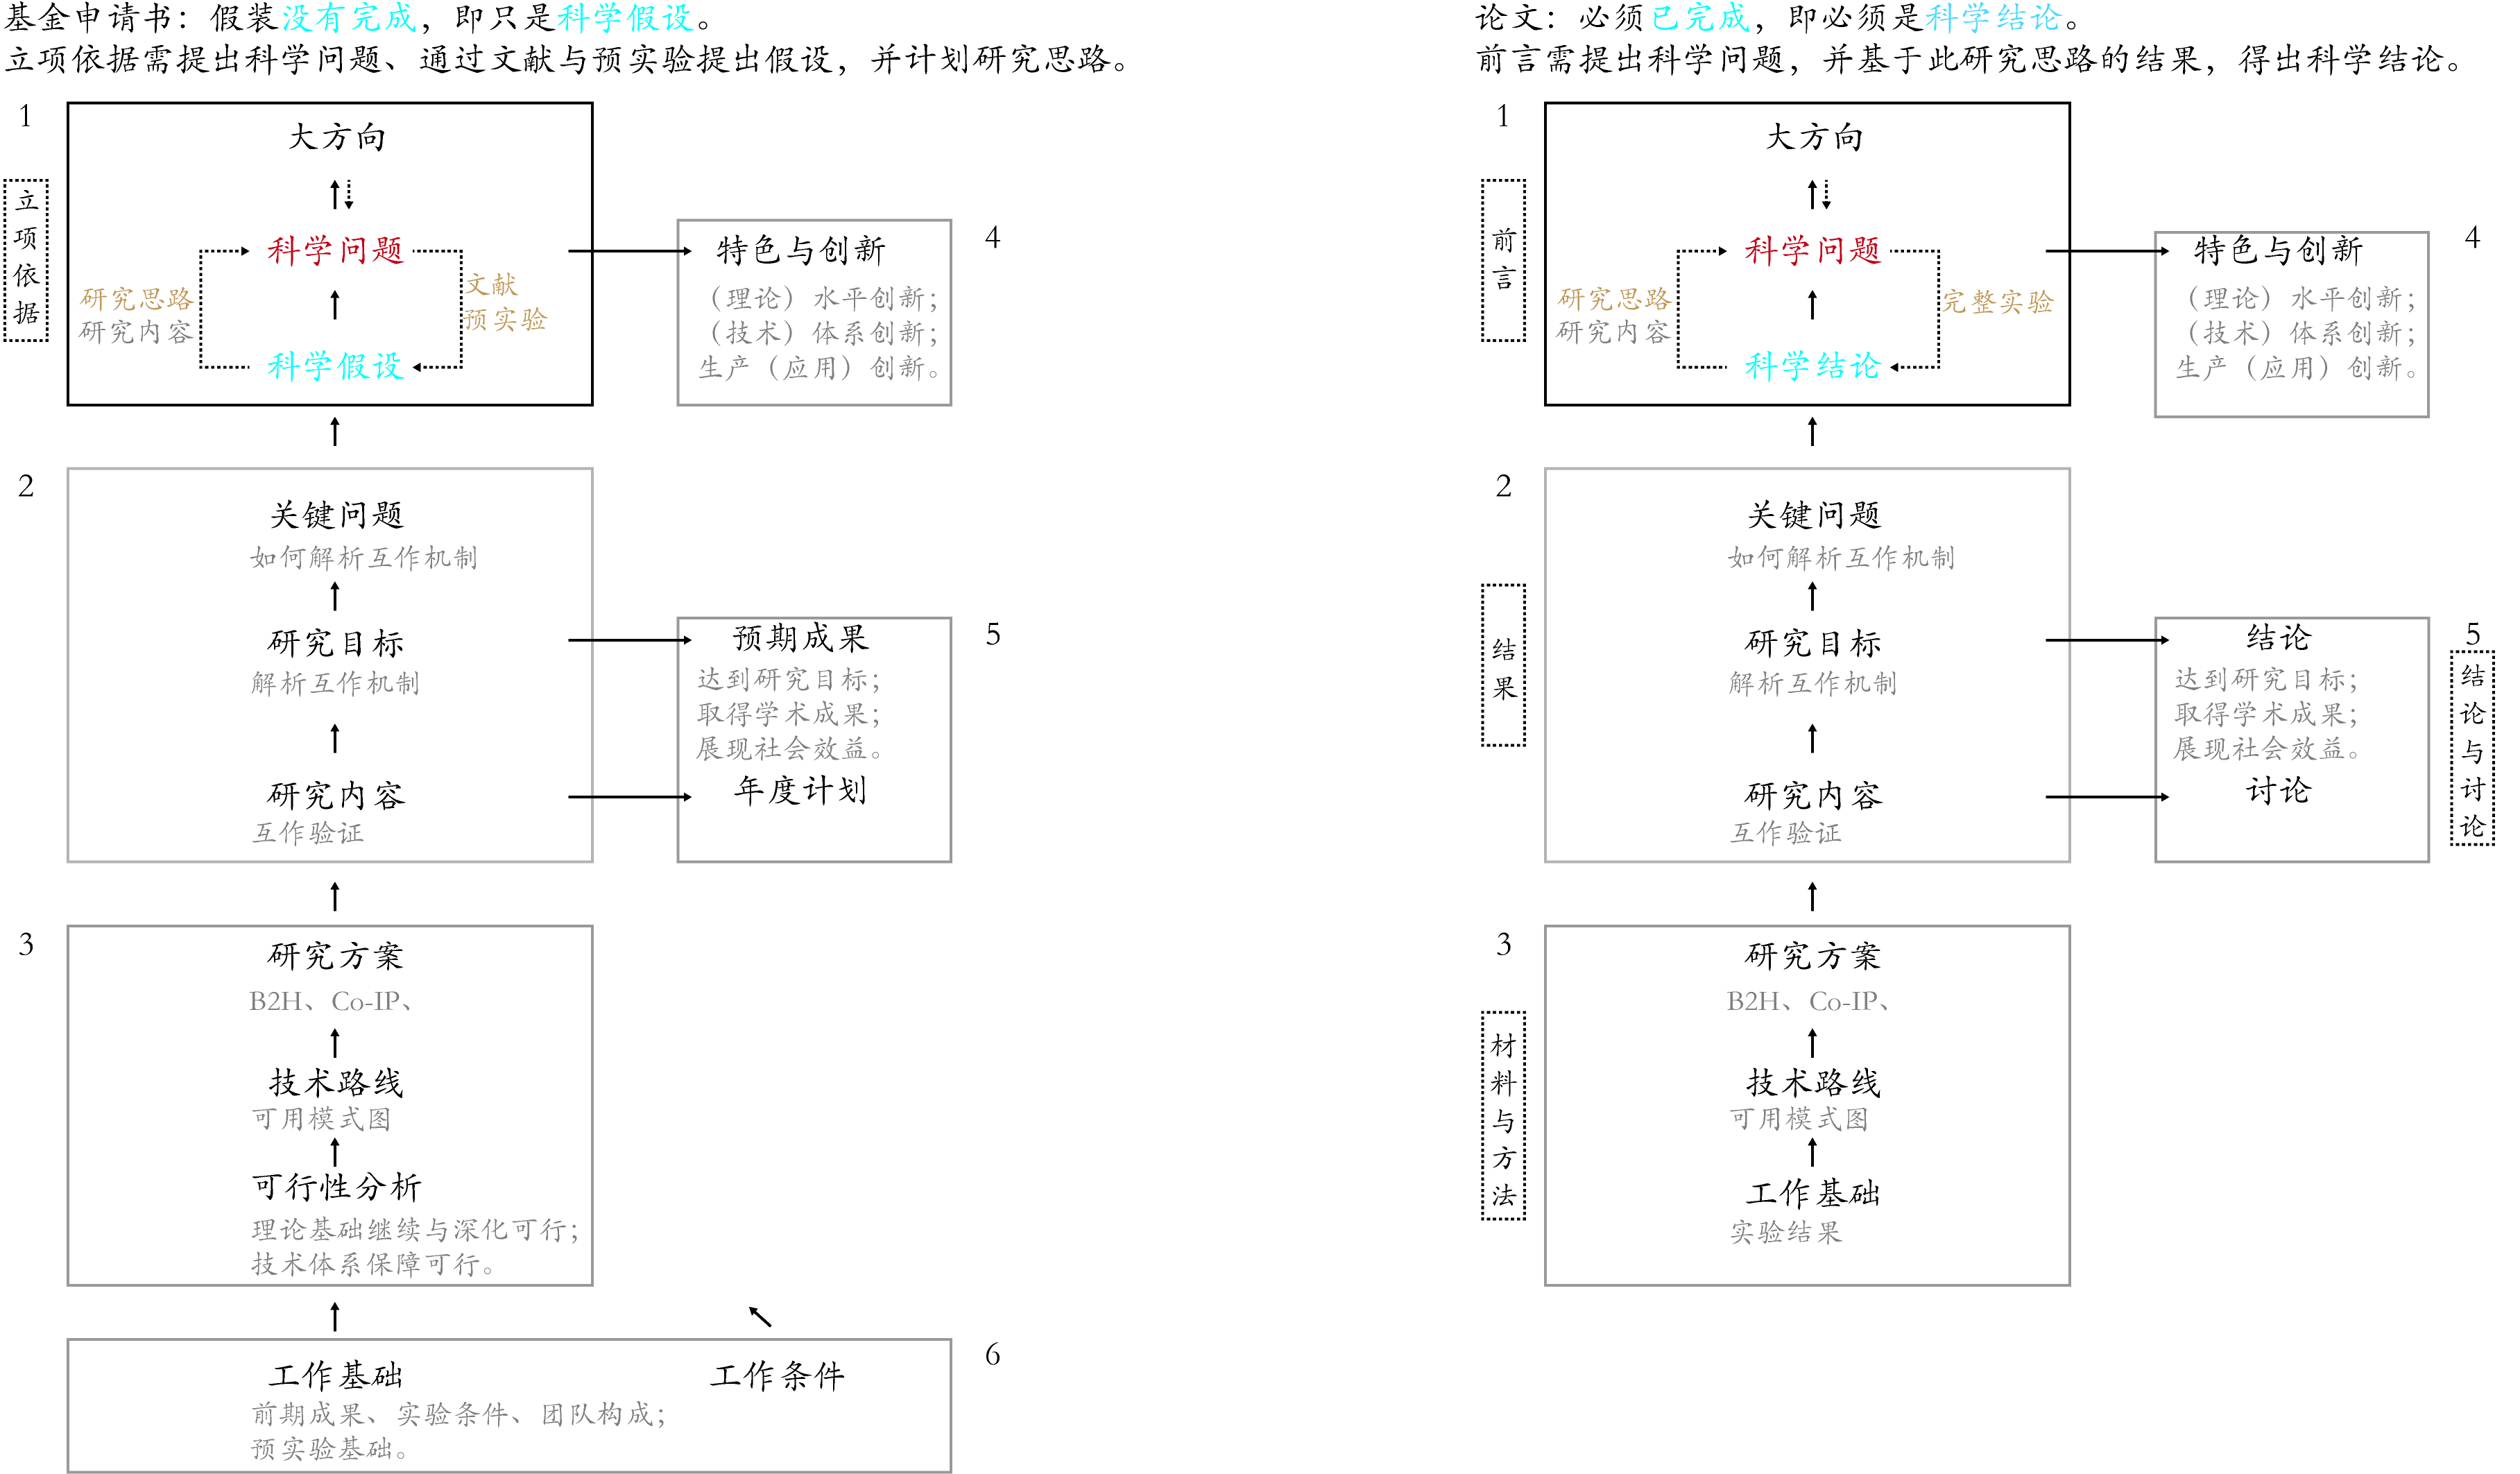 基金申请书：假装没有完成，即只是科学假设。
立项依据需提出科学问题、通过文献与预实验提出假设，并计划研究思路。
1
立项依据
大方向
科学问题
研究思路
研究内容
文献
预实验
科学假设
4
特色与创新
（理论）水平创新；
（技术）体系创新；
生产（应用）创新。
2
关键问题
如何解析互作机制
研究目标
解析互作机制
研究内容
互作验证
5
预期成果
达到研究目标；
取得学术成果；
展现社会效益。
年度计划
3
研究方案
B2H、Co-IP、
技术路线
可用模式图
可行性分析
理论基础继续与深化可行；
技术体系保障可行。
6
工作基础
前期成果、实验条件、团队构成；
预实验基础。
工作条件
论文：必须已完成，即必须是科学结论。
前言需提出科学问题，并基于此研究思路的结果，得出科学结论。
1
前言
大方向
科学问题
研究思路
研究内容
完整实验
科学结论
4
特色与创新
（理论）水平创新；
（技术）体系创新；
生产（应用）创新。
2
结果
关键问题
如何解析互作机制
研究目标
解析互作机制
研究内容
互作验证
5
结论与讨论
结论
达到研究目标；
取得学术成果；
展现社会效益。
讨论
3
材料与方法
研究方案
B2H、Co-IP、
技术路线
可用模式图
工作基础
实验结果